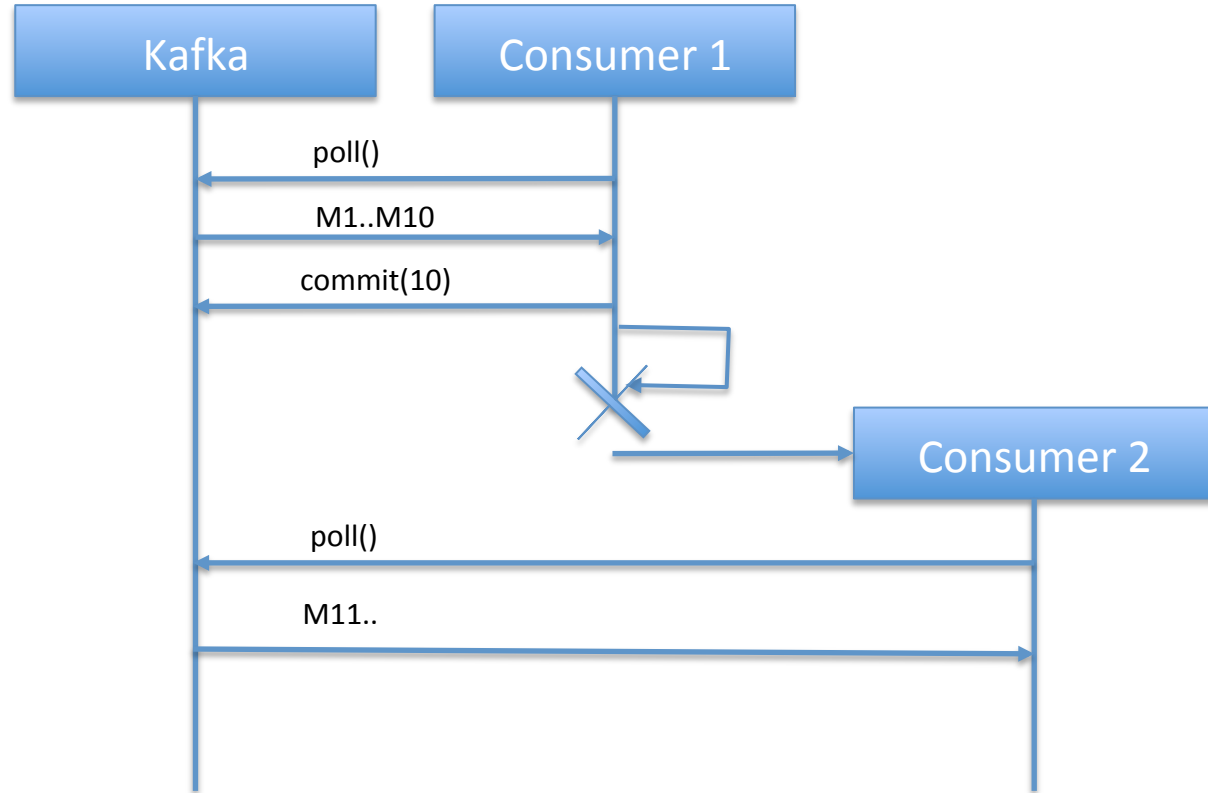 Kafka
Consumer 1
poll()
M1..M10
commit(10)
Consumer 2
poll()
M11..